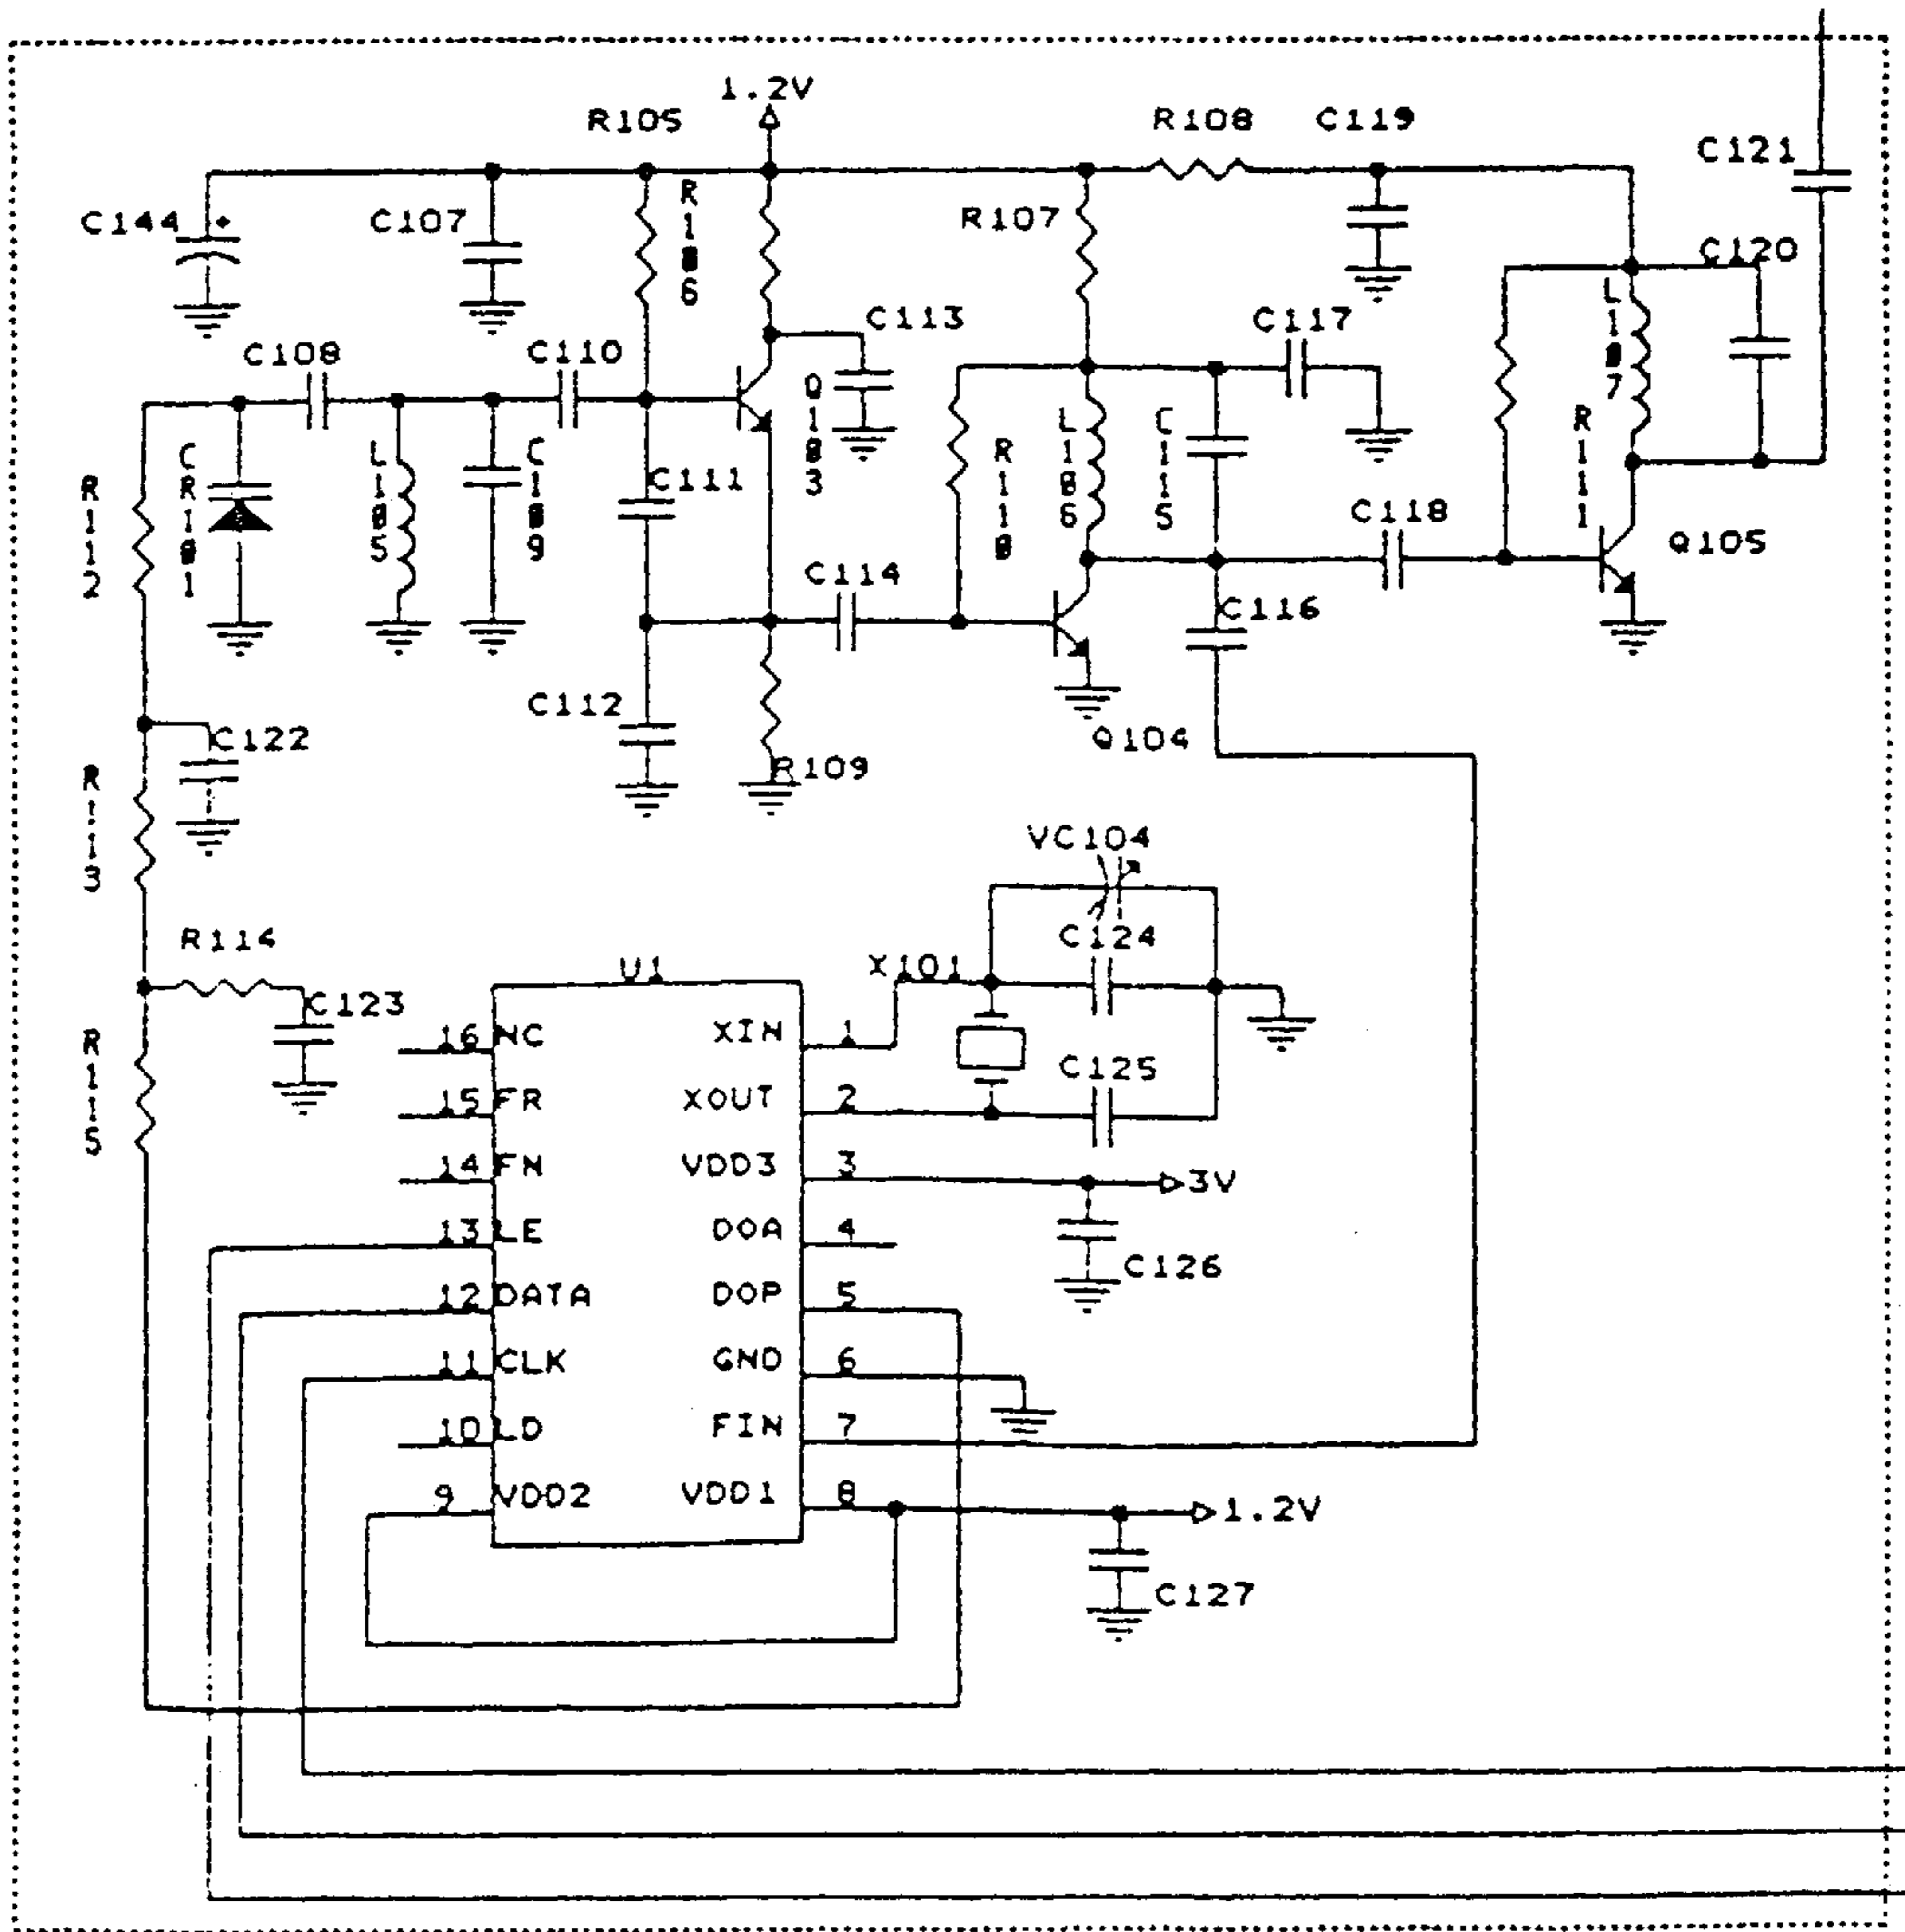 1.2V
R105
R108
C119
C121
R106
C144
+
C107
R107
C120
L107
C113
C117
C108
C110
Q103
R112
CR101
L105
C109
C111
R110
L106
C115
C118
R111
Q105
C114
C116
C112
Q104
C122
R109
R113
VC104
C124
R114
U1
X101
C123
R115
16 NC
XIN 1
C125
15 FR
XOUT 2
14 FN
VDD3 3
3V
13 LE
DOA 4
C126
12 DATA
DOP 5
11 CLK
GND 6
10 LD
FIN 7
9 VDD2
VDD1 8
1.2V
C127